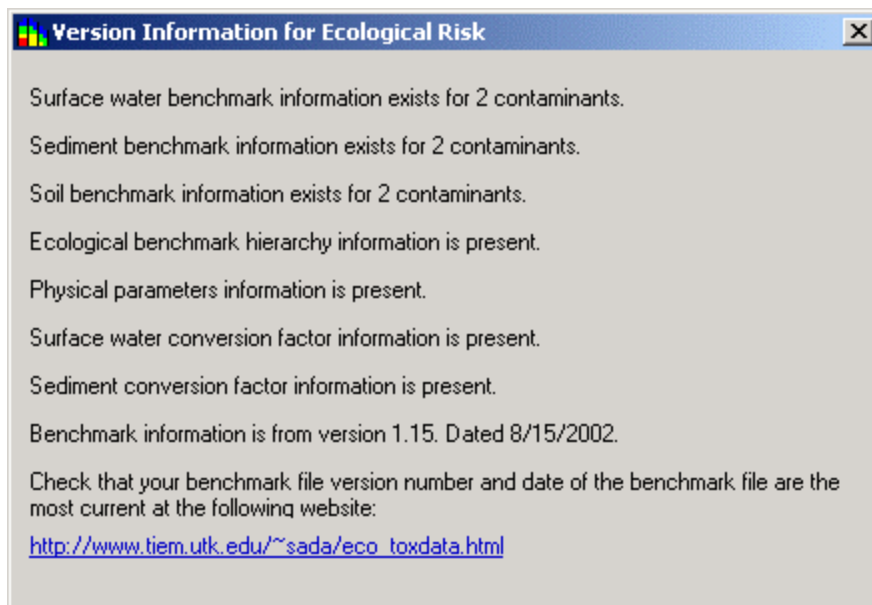 Version Information for Ecological Risk
Surface water benchmark information exists for 2 contaminants.
Sediment benchmark information exists for 2 contaminants.
Soil benchmark information exists for 2 contaminants.
Ecological benchmark hierarchy information is present.
Physical parameters information is present.
Surface water conversion factor information is present.
Sediment conversion factor information is present.
Benchmark information is from version 1.15. Dated 8/15/2002.
Check that your benchmark file version number and date of the benchmark file are the
most current at the following website:
http://www.tiem.utk.edu/~sada/eco_toxdata.html